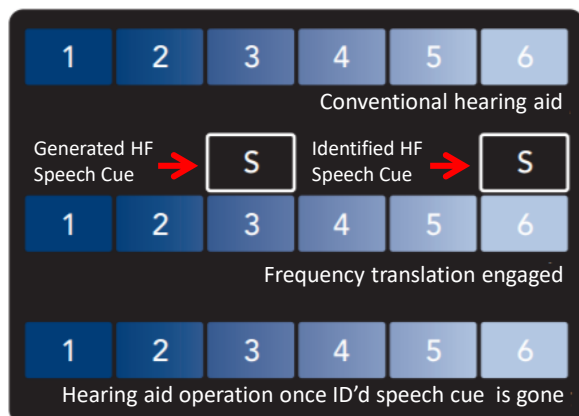 1 2 3 4 5 6
Conventional hearing aid
Generated HF Speech Cue
S
Identified HF Speech Cue
S
1 2 3 4 5 6
Frequency translation engaged
1 2 3 4 5 6
Hearing aid operation once ID'd speech cue is gone